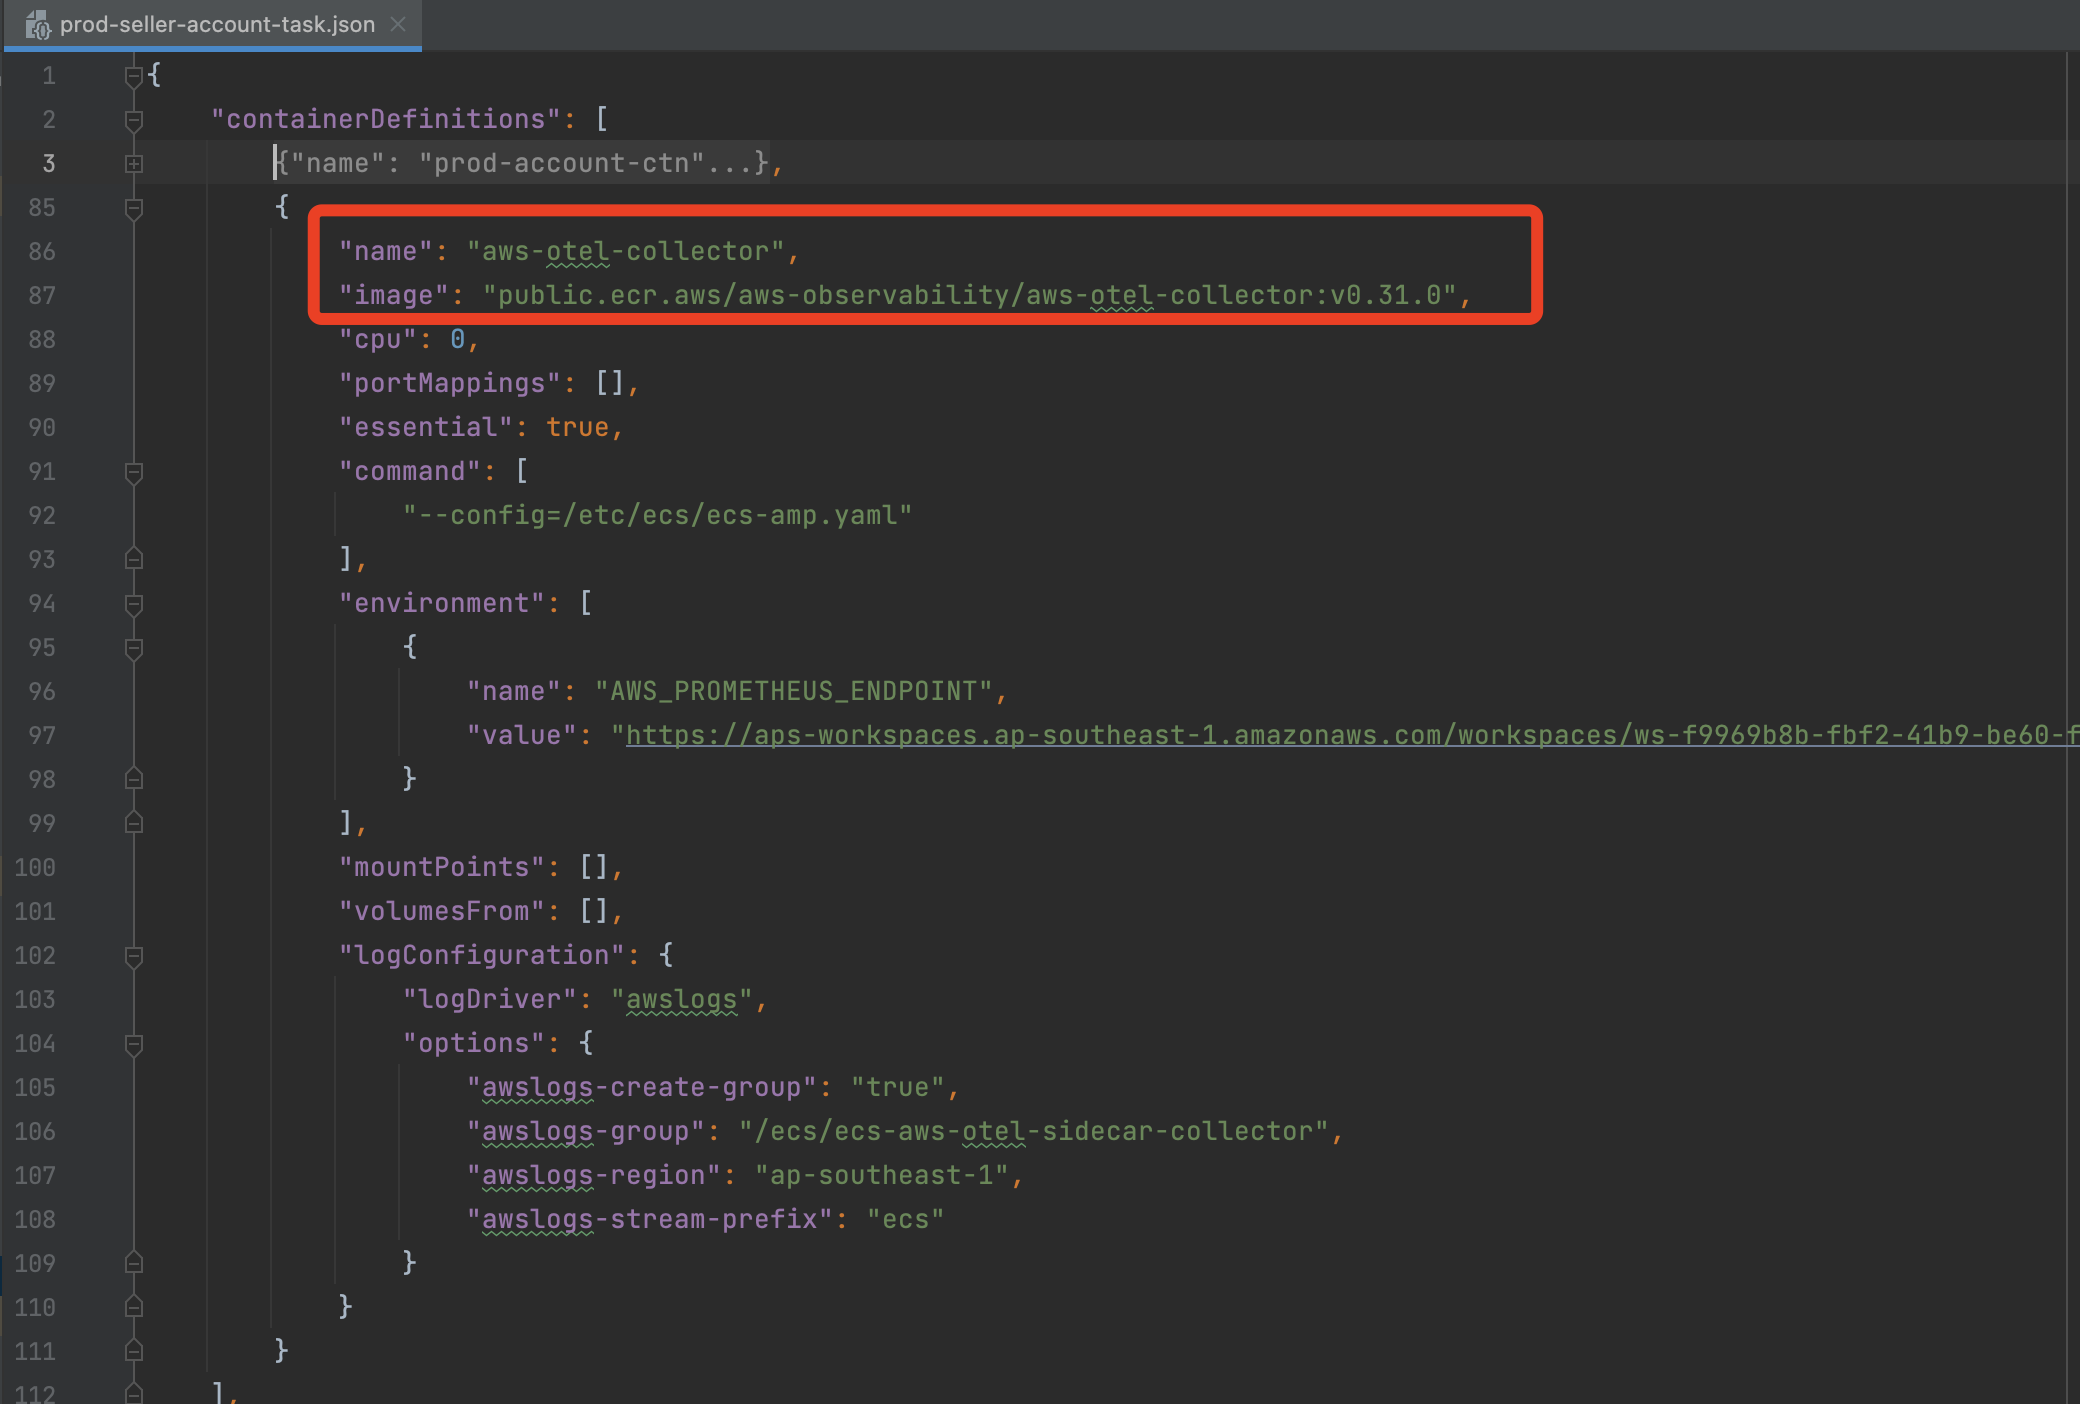 prod-seller-account-task.json
1 {
2 "containerDefinitions": [
3 {"name": "prod-account-ctn"...},
85 {
86 "name": "aws-otel-collector",
87 "image": "public.ecr.aws/aws-observability/aws-otel-collector:v0.31.0",
88 "cpu": 0,
89 "portMappings": [],
90 "essential": true,
91 "command": [
92 "--config=/etc/ecs/ecs-amp.yaml"
93 ],
94 "environment": [
95 {
96 "name": "AWS_PROMETHEUS_ENDPOINT",
97 "value": "https://aps-workspaces.ap-southeast-1.amazonaws.com/workspaces/ws-f9969b8b-fbf2-41b9-be60-f
98 }
99 ],
100 "mountPoints": [],
101 "volumesFrom": [],
102 "logConfiguration": {
103 "logDriver": "awslogs",
104 "options": {
105 "awslogs-create-group": "true",
106 "awslogs-group": "/ecs/ecs-aws-otel-sidecar-collector",
107 "awslogs-region": "ap-southeast-1",
108 "awslogs-stream-prefix": "ecs"
109 }
110 }
111 }
112 ],